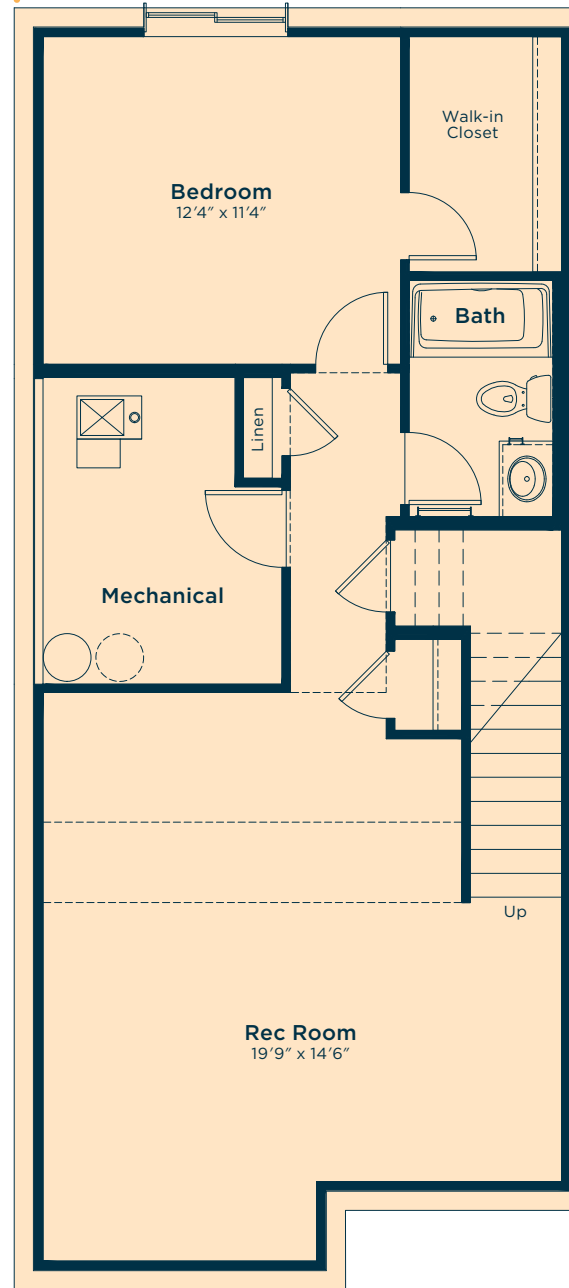 Walk-in
Closet
Bedroom
12′4″ x 11′4″
Bath
Linen
Mechanical
Up
Rec Room
19′9″ x 14′6″